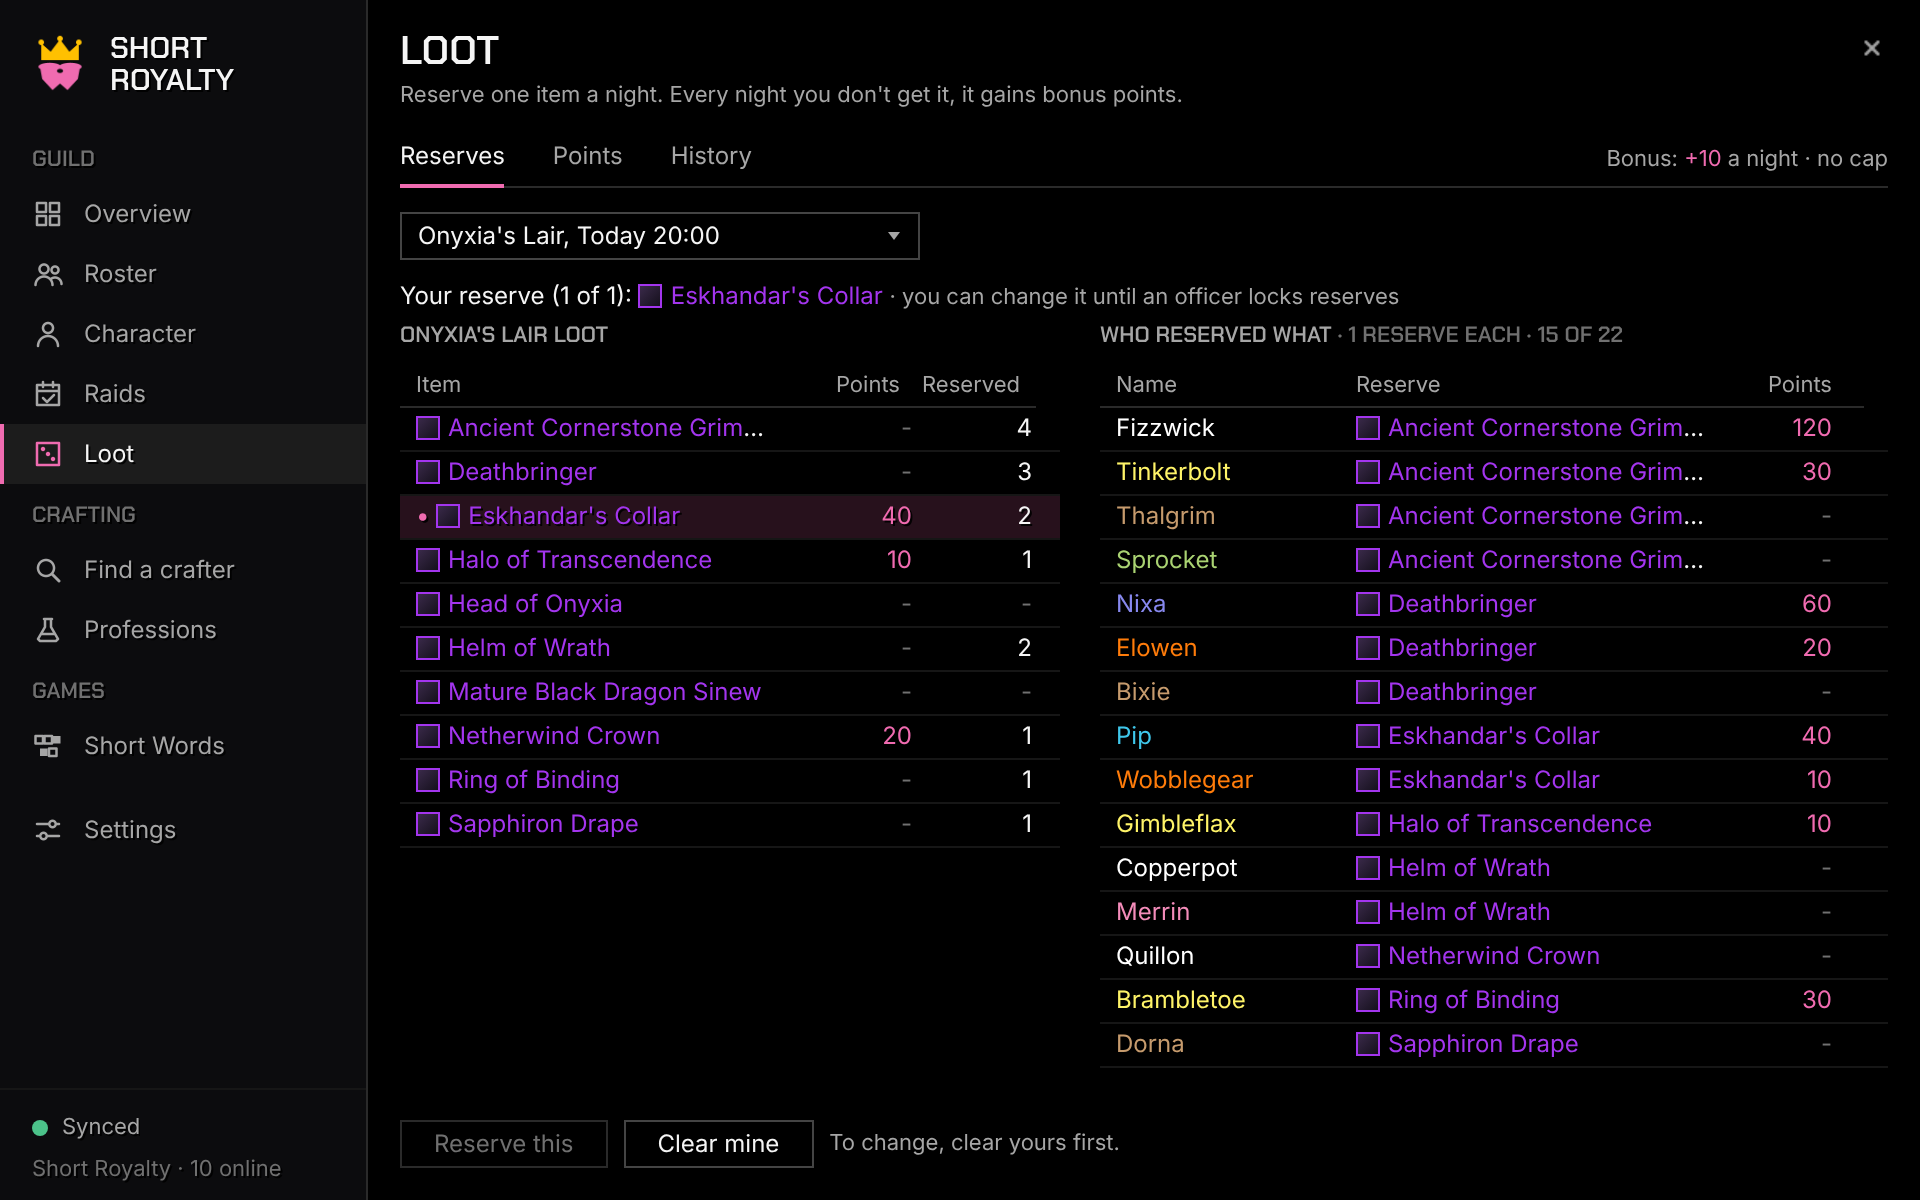 SHORT
ROYALTY
GUILD
Overview
Roster
Character
Raids
Loot
CRAFTING
Find a crafter
Professions
GAMES
Short Words
Settings
Synced
Short Royalty · 10 online
LOOT
Reserve one item a night. Every night you don't get it, it gains bonus points.
Reserves Points History
Bonus: +10 a night · no cap
Onyxia's Lair, Today 20:00
Your reserve (1 of 1): Eskhandar's Collar · you can change it until an officer locks reserves
ONYXIA'S LAIR LOOT
Item Points Reserved
Ancient Cornerstone Grim... - 4
Deathbringer - 3
• Eskhandar's Collar 40 2
Halo of Transcendence 10 1
Head of Onyxia - -
Helm of Wrath - 2
Mature Black Dragon Sinew - -
Netherwind Crown 20 1
Ring of Binding - 1
Sapphiron Drape - 1
WHO RESERVED WHAT · 1 RESERVE EACH · 15 OF 22
Name Reserve Points
Fizzwick Ancient Cornerstone Grim... 120
Tinkerbolt Ancient Cornerstone Grim... 30
Thalgrim Ancient Cornerstone Grim... -
Sprocket Ancient Cornerstone Grim... -
Nixa Deathbringer 60
Elowen Deathbringer 20
Bixie Deathbringer -
Pip Eskhandar's Collar 40
Wobblegear Eskhandar's Collar 10
Gimbleflax Halo of Transcendence 10
Copperpot Helm of Wrath -
Merrin Helm of Wrath -
Quillon Netherwind Crown -
Brambletoe Ring of Binding 30
Dorna Sapphiron Drape -
Reserve this Clear mine To change, clear yours first.